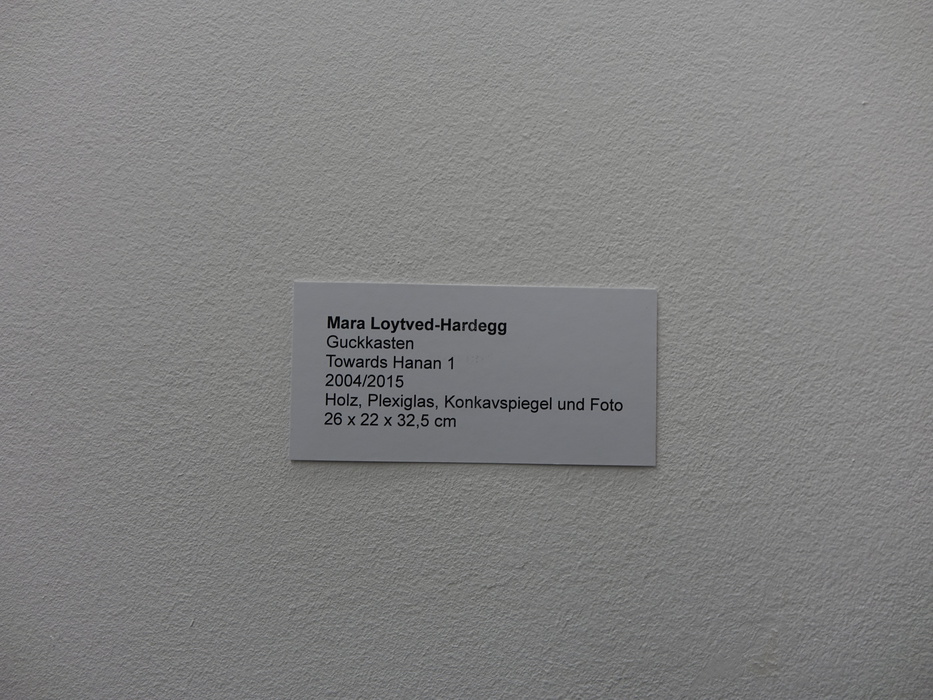 Mara Loytved-Hardegg
Guckkasten
Towards Hanan 1
2004/2015
Holz, Plexiglas, Konkavspiegel und Foto
26 x 22 x 32,5 cm